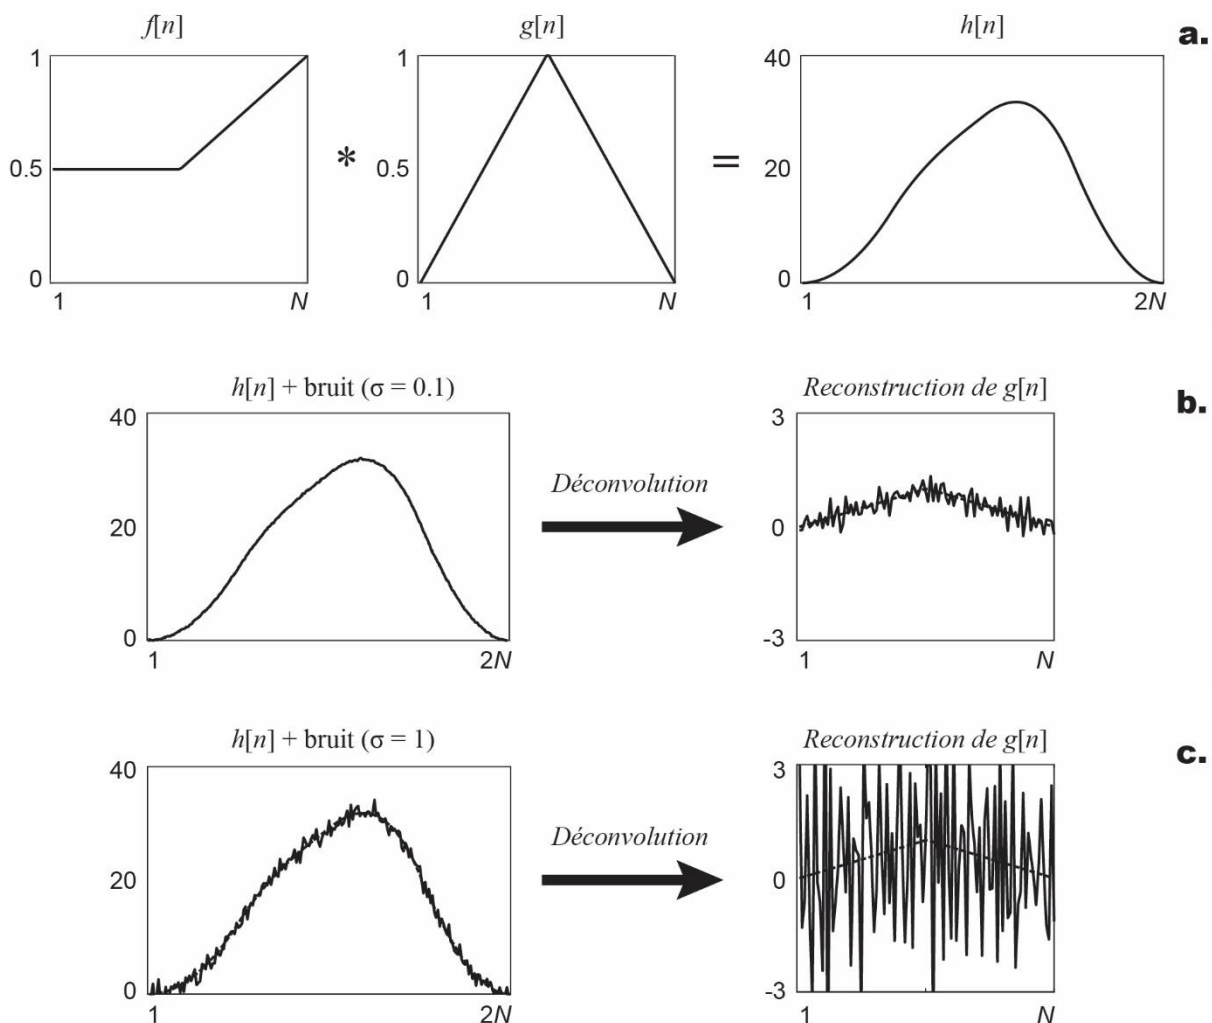 f[n]
g[n]
h[n]
a.
1
0.5
0
1
N
*
1
0.5
0
1
N
=
40
20
0
1
2N
h[n] + bruit (σ = 0.1)
Reconstruction de g[n]
b.
40
20
0
1
2N
Déconvolution
3
0
-3
1
N
h[n] + bruit (σ = 1)
Reconstruction de g[n]
c.
40
20
0
1
2N
Déconvolution
3
0
-3
1
N